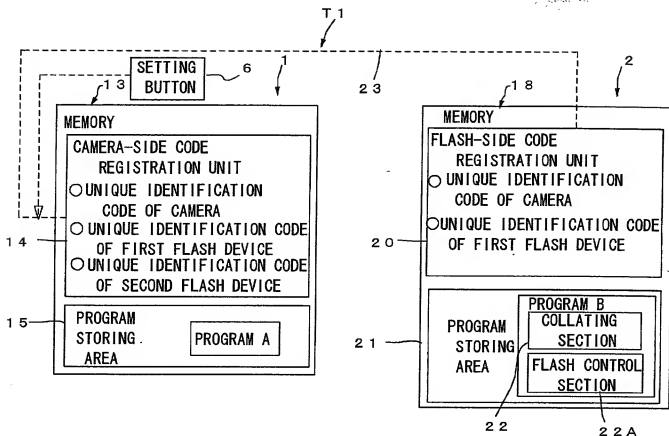 T1
SETTING
BUTTON
6
1
23
2
13
MEMORY
CAMERA-SIDE CODE
REGISTRATION UNIT
○UNIQUE IDENTIFICATION
CODE OF CAMERA
○UNIQUE IDENTIFICATION CODE
OF FIRST FLASH DEVICE
○UNIQUE IDENTIFICATION CODE
OF SECOND FLASH DEVICE
14
15
PROGRAM
STORING
AREA
PROGRAM A
18
MEMORY
FLASH-SIDE CODE
REGISTRATION UNIT
○UNIQUE IDENTIFICATION
CODE OF CAMERA
○UNIQUE IDENTIFICATION CODE
OF FIRST FLASH DEVICE
20
21
PROGRAM
STORING
AREA
PROGRAM B
COLLATING
SECTION
FLASH CONTROL
SECTION
22
22A